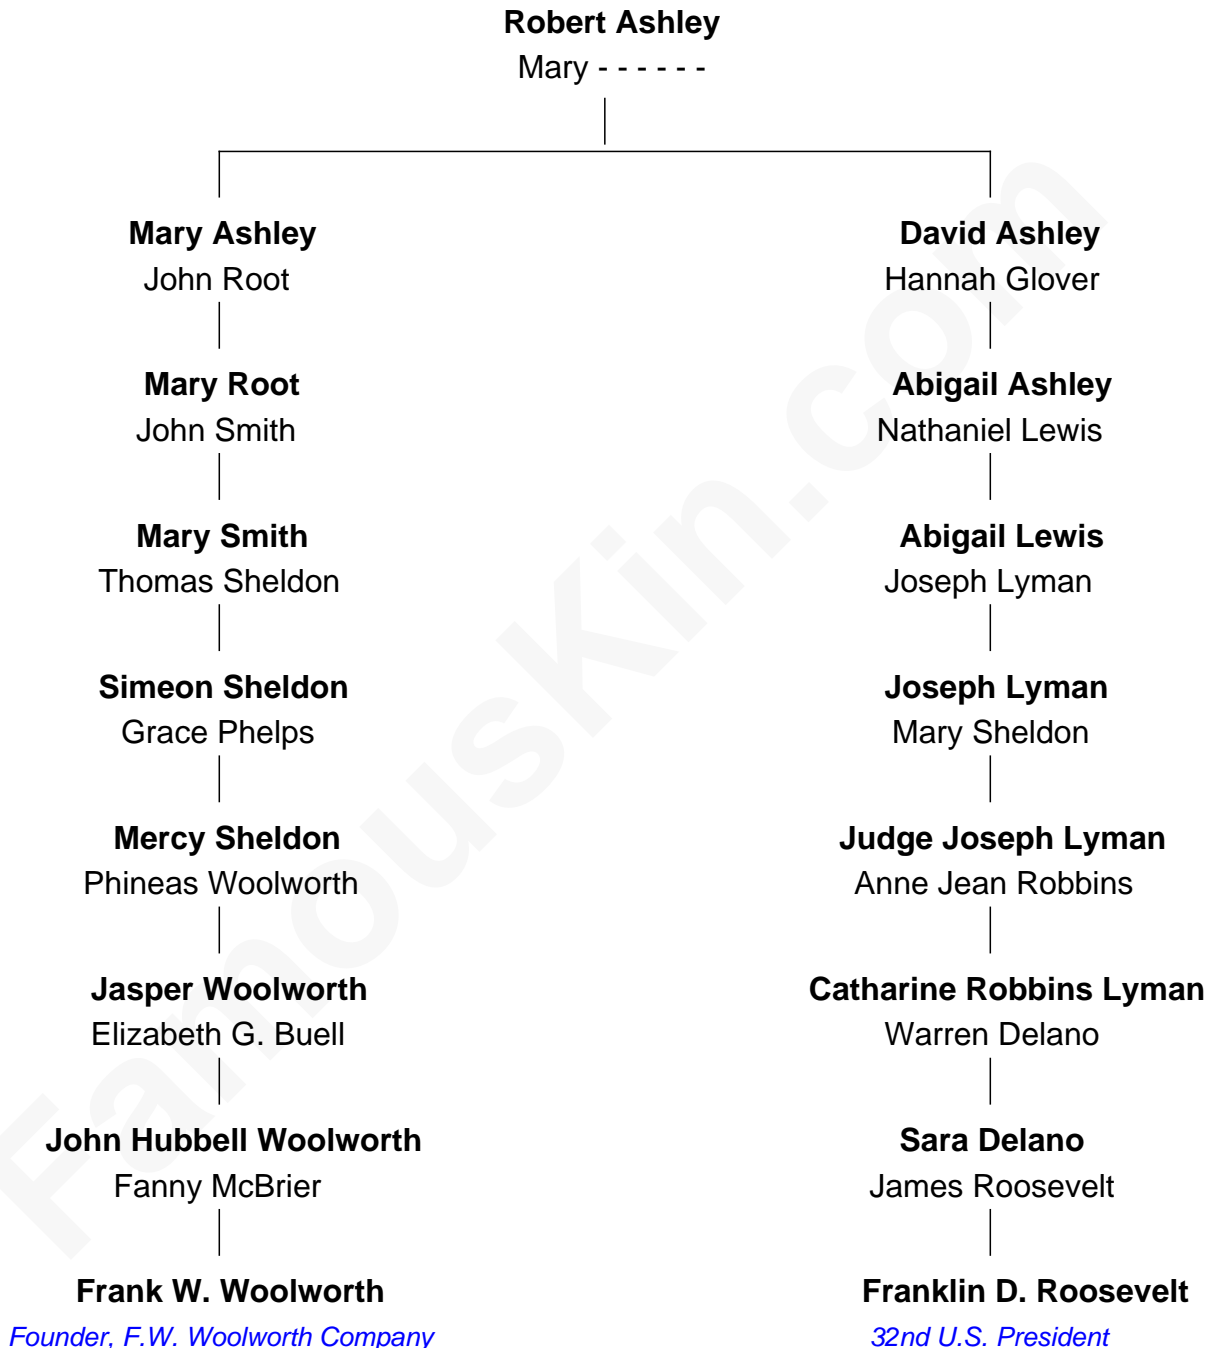 Robert Ashley
Mary - - - - - -
Mary Ashley
John Root
David Ashley
Hannah Glover
Mary Root
John Smith
Abigail Ashley
Nathaniel Lewis
Mary Smith
Thomas Sheldon
Abigail Lewis
Joseph Lyman
Simeon Sheldon
Grace Phelps
Joseph Lyman
Mary Sheldon
Mercy Sheldon
Phineas Woolworth
Judge Joseph Lyman
Anne Jean Robbins
Jasper Woolworth
Elizabeth G. Buell
Catharine Robbins Lyman
Warren Delano
John Hubbell Woolworth
Fanny McBrier
Sara Delano
James Roosevelt
Frank W. Woolworth
Founder, F.W. Woolworth Company
Franklin D. Roosevelt
32nd U.S. President
FamousKin.com